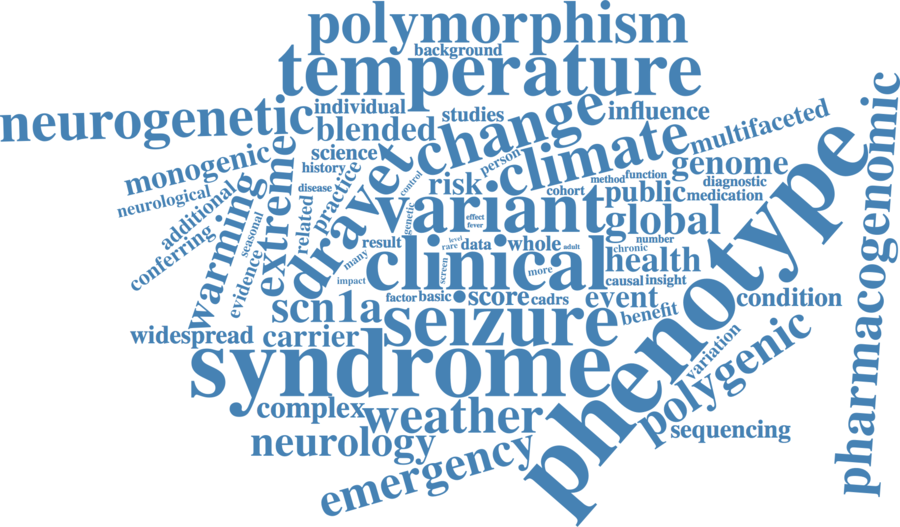 polymorphism
background
temperature
neurogenetic
individual
studies
change
influence
blended
multifaceted
pharmacogenomic
science
climate
monogenic
history
person
genome
extreme
practice
control
risk
method
function
diagnostic
neurological
disease
dravet
cohort
public
medication
additional
seasonal
related
genetic
variant
effect
fever
global
phenotype
conferring
warming
evidence
result
many
level
rare
data
whole
adult
number
chronic
clinical
screen
more
health
impact
causal
insight
scn1a
factor
basic
score
cadrs
event
benefit
condition
widespread
carrier
seizure
variation
syndrome
polygenic
complex
weather
sequencing
neurology
emergency